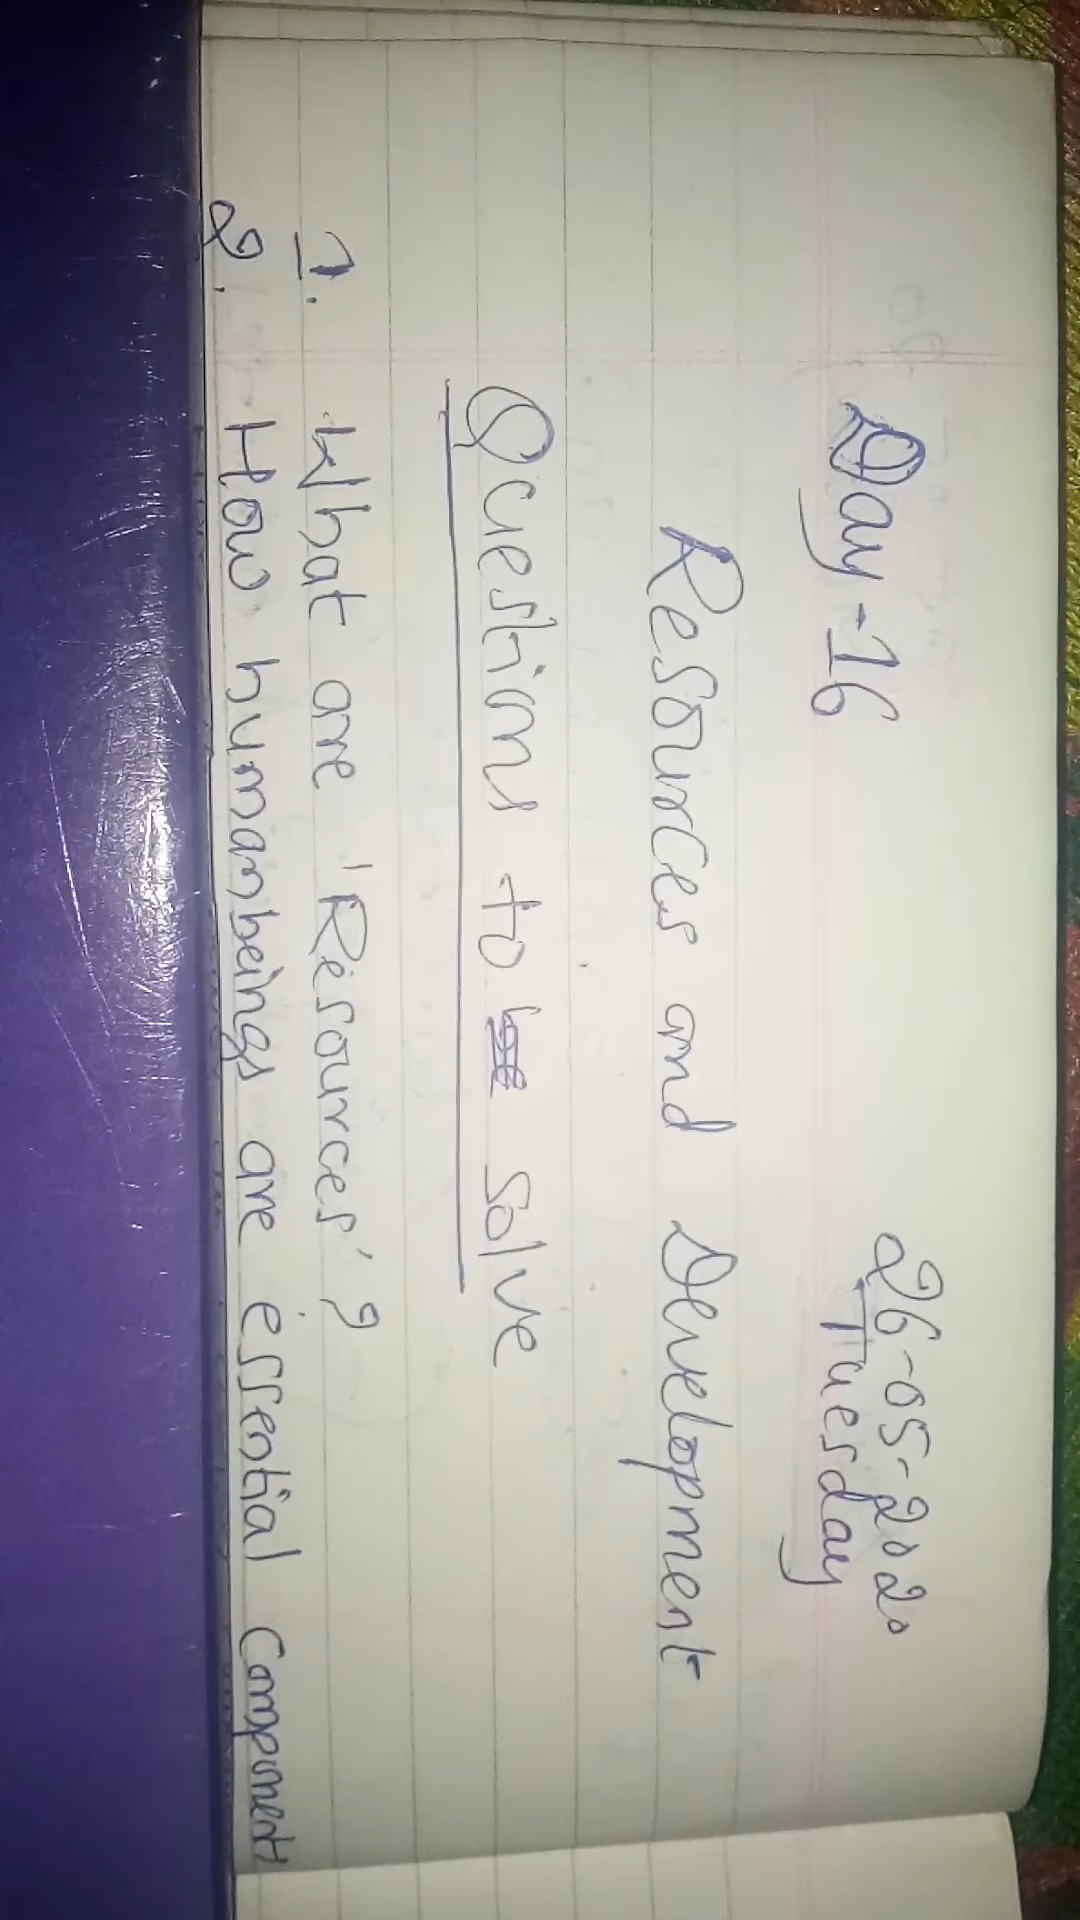 Day-16 26-05-2020
Tuesday
Resources and Development
Questions to be solve
1. What are 'Resources'?
2. How humanbeings are essential component